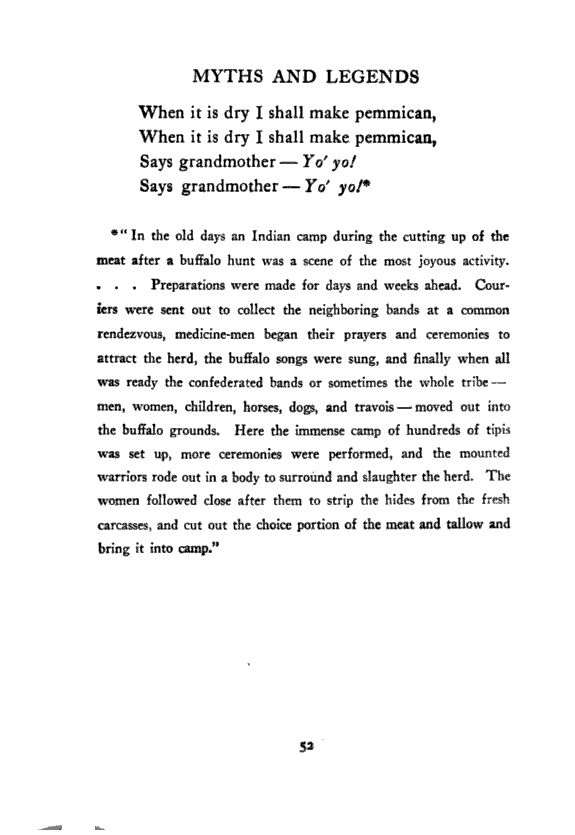 MYTHS AND LEGENDS
When it is dry I shall make pemmican,
When it is dry I shall make pemmican,
Says grandmother — Yo' yo!
Says grandmother — Yo' yo!*
*"In the old days an Indian camp during the cutting up of the
meat after a buffalo hunt was a scene of the most joyous activity.
. . . Preparations were made for days and weeks ahead. Cour-
iers were sent out to collect the neighboring bands at a common
rendezvous, medicine-men began their prayers and ceremonies to
attract the herd, the buffalo songs were sung, and finally when all
was ready the confederated bands or sometimes the whole tribe —
men, women, children, horses, dogs, and travois — moved out into
the buffalo grounds. Here the immense camp of hundreds of tipis
was set up, more ceremonies were performed, and the mounted
warriors rode out in a body to surround and slaughter the herd. The
women followed close after them to strip the hides from the fresh
carcasses, and cut out the choice portion of the meat and tallow and
bring it into camp."
52